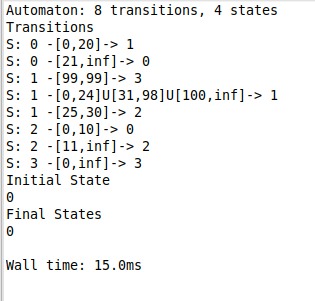 Automaton: 8 transitions, 4 states
Transitions
S: 0 -[0,20]-> 1
S: 0 -[21,inf]-> 0
S: 1 -[99,99]-> 3
S: 1 -[0,24]U[31,98]U[100,inf]-> 1
S: 1 -[25,30]-> 2
S: 2 -[0,10]-> 0
S: 2 -[11,inf]-> 2
S: 3 -[0,inf]-> 3
Initial State
0
Final States
0
Wall time: 15.0ms